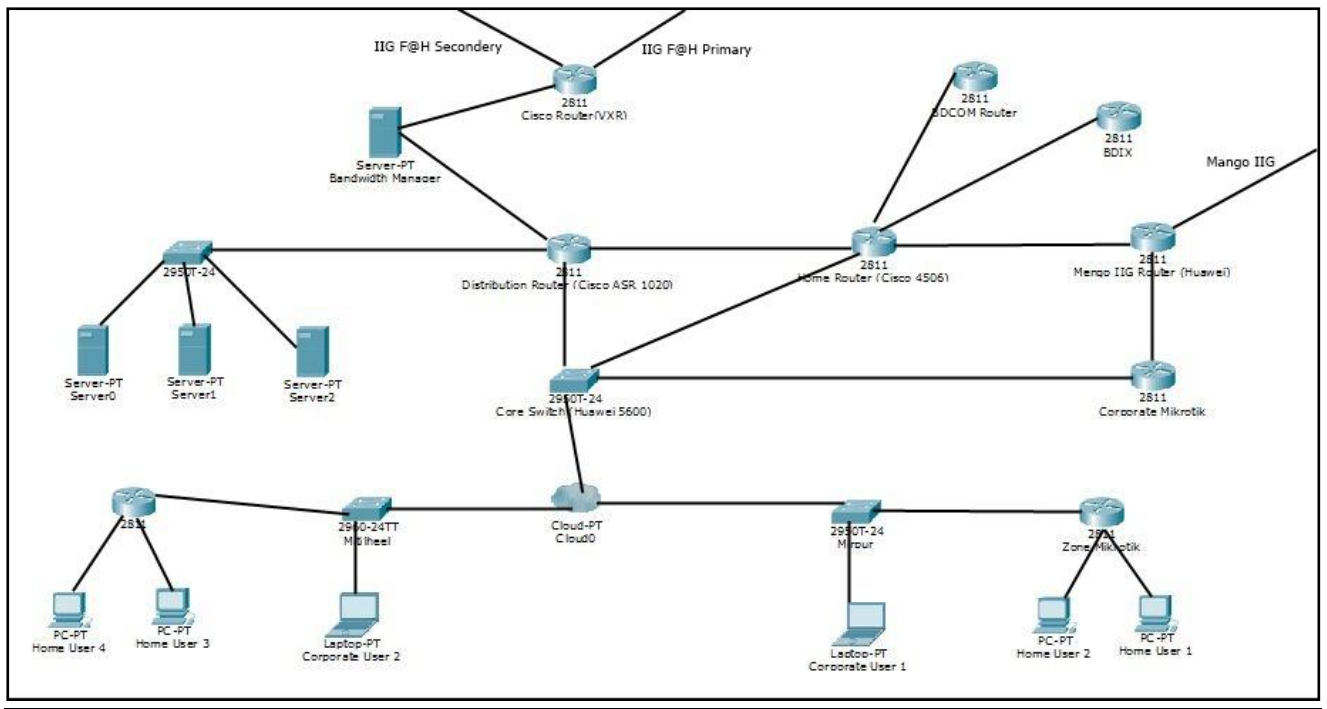 IIG F@H Secondery
IIG F@H Primary
2811
Cisco Router(VXR)
2811
BDCOM Router
2811
BDIX
Mango IIG
Server-PT
Bandwidth Manager
2950T-24
2811
Distribution Router (Cisco ASR 1020)
2811
Home Router (Cisco 4506)
2811
Mango IIG Router (Huawei)
Server-PT
Server0
Server-PT
Server1
Server-PT
Server2
2950T-24
Core Switch (Huawei 5600)
2811
Corporate Mikrotik
2811
2960-24TT
Cloud-PT
Cloud0
2950T-24
Mirpur
2811
Zone Mikrotik
PC-PT
Home User 4
PC-PT
Home User 3
Laptop-PT
Corporate User 2
Laptop-PT
Corporate User 1
PC-PT
Home User 2
PC-PT
Home User 1